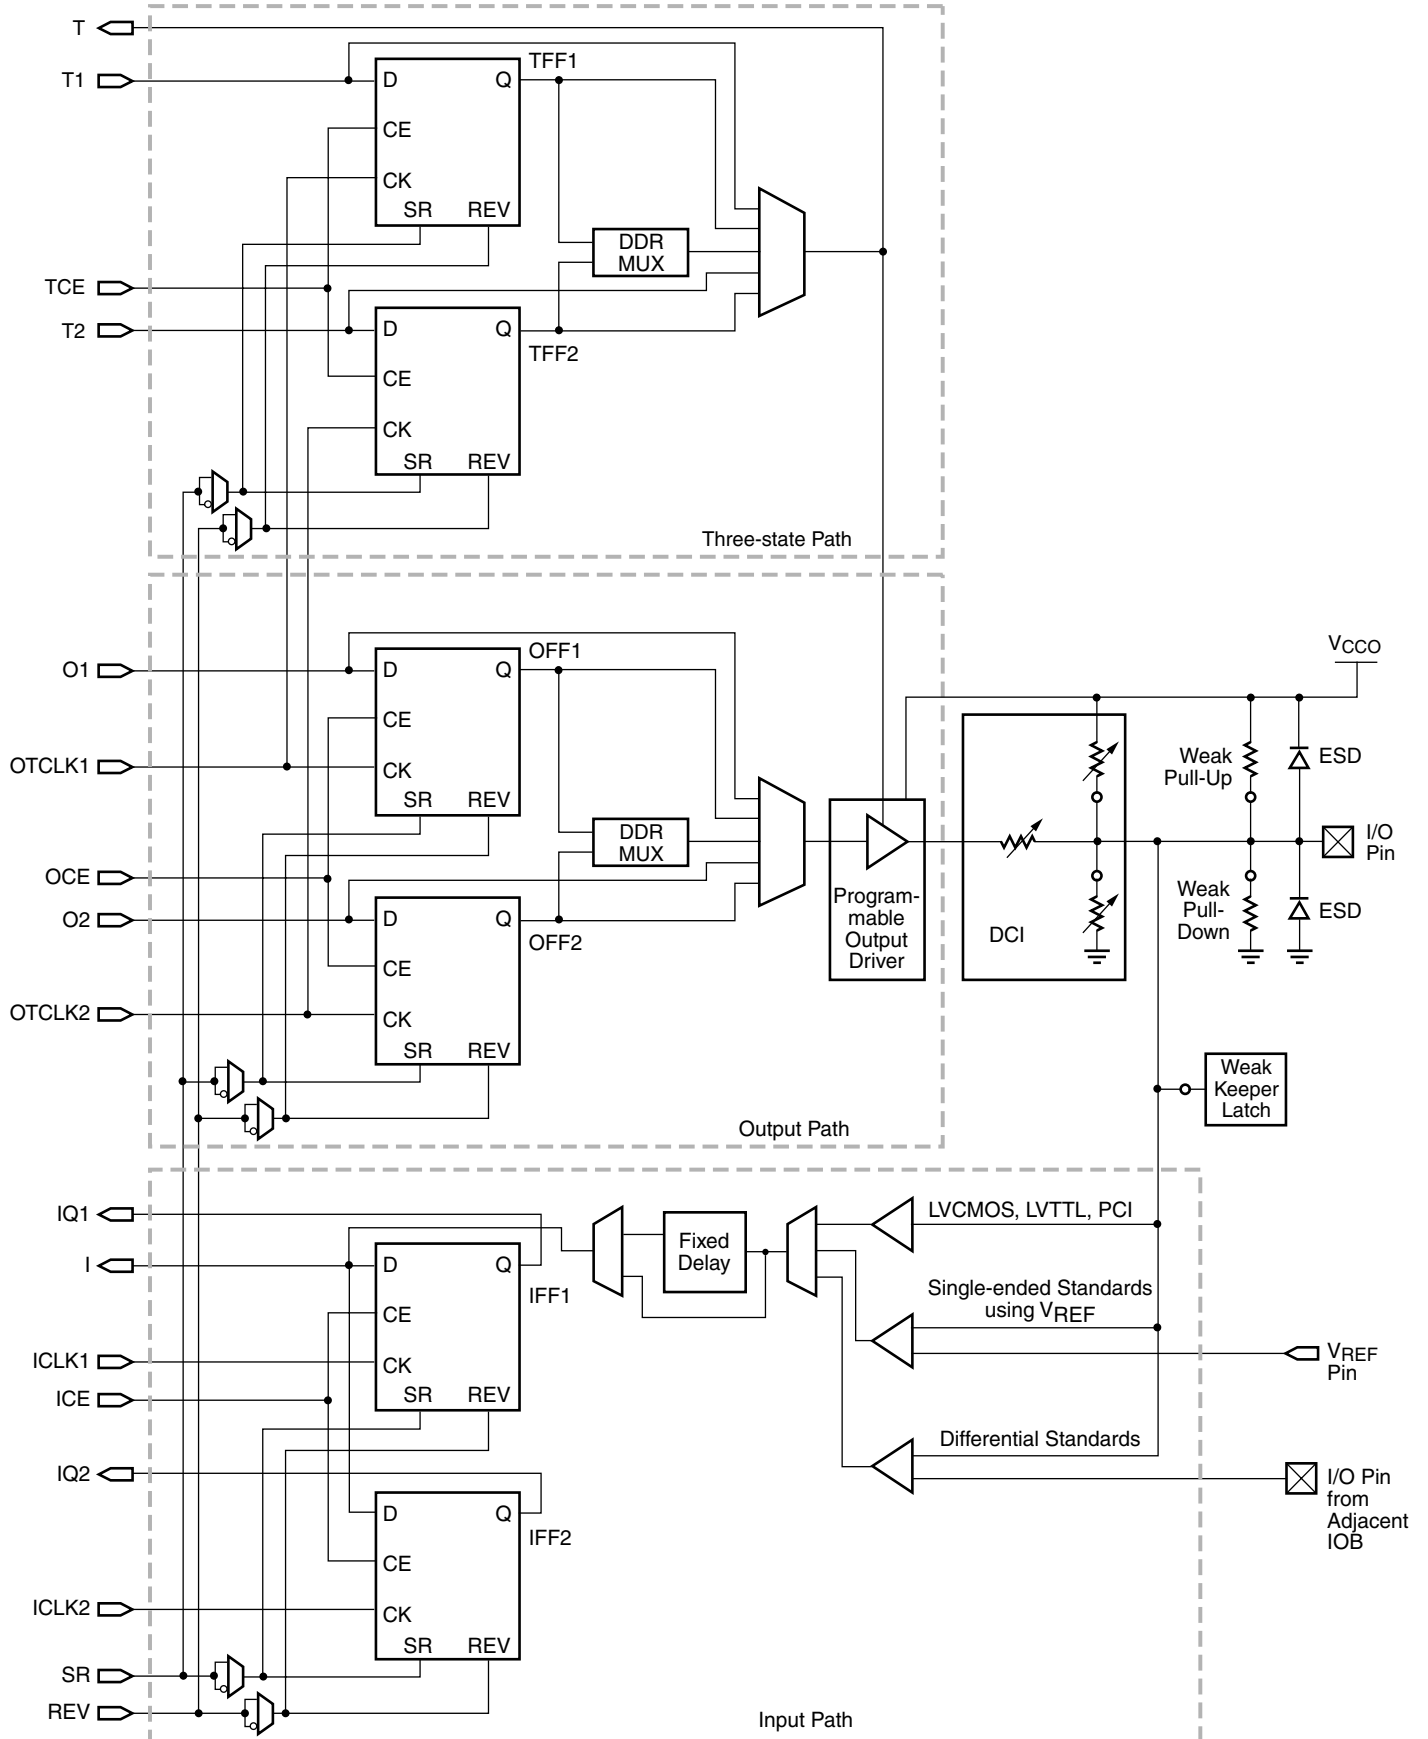 T
T1
TFF1
D
Q
CE
CK
SR
REV
DDR
MUX
TCE
T2
D
Q
TFF2
CE
CK
SR
REV
Three-state Path
O1
OFF1
D
Q
CE
OTCLK1
CK
SR
REV
DDR
MUX
OCE
O2
D
Q
OFF2
CE
OTCLK2
CK
SR
REV
Output Path
Program-
mable
Output
Driver
DCI
VCCO
Weak
Pull-Up
ESD
I/O
Pin
Weak
Pull-
Down
ESD
Weak
Keeper
Latch
IQ1
I
D
Q
IFF1
CE
ICLK1
CK
ICE
SR
REV
Fixed
Delay
LVCMOS, LVTTL, PCI
Single-ended Standards
using VREF
VREF
Pin
Differential Standards
I/O Pin
from
Adjacent
IOB
IQ2
D
Q
IFF2
CE
ICLK2
CK
SR
REV
SR
REV
Input Path